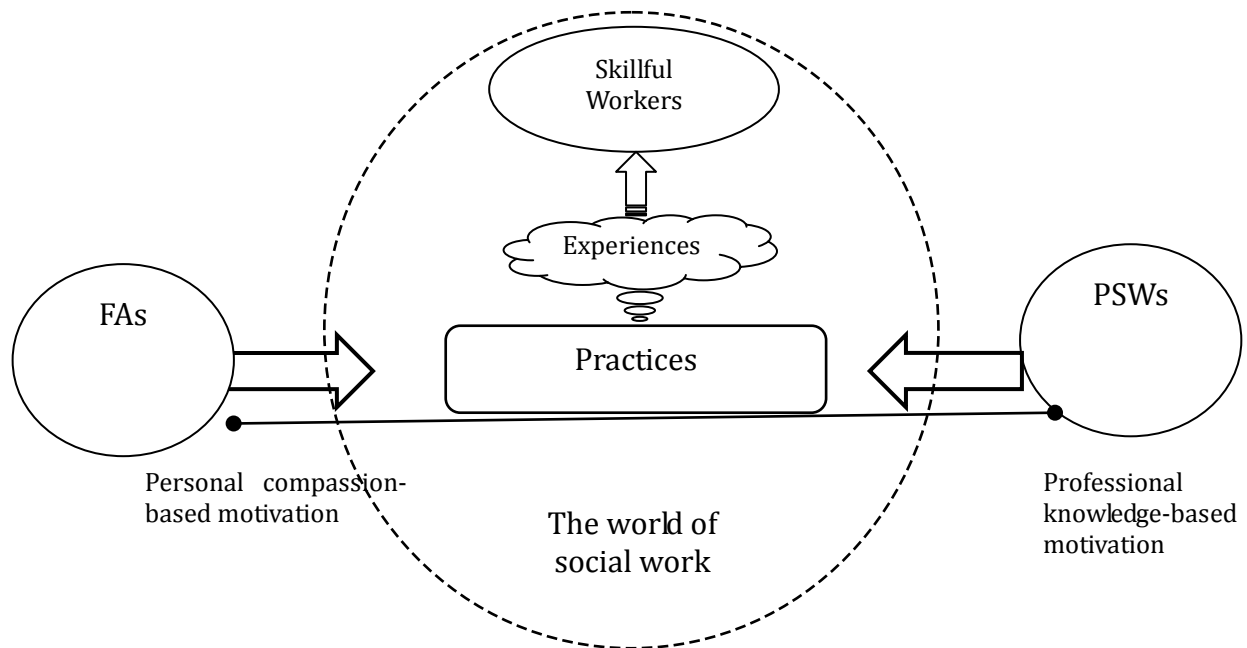 Skillful
Workers
Experiences
FAs
PSWs
Practices
Personal compassion-
based motivation
Professional
knowledge-based
motivation
The world of
social work